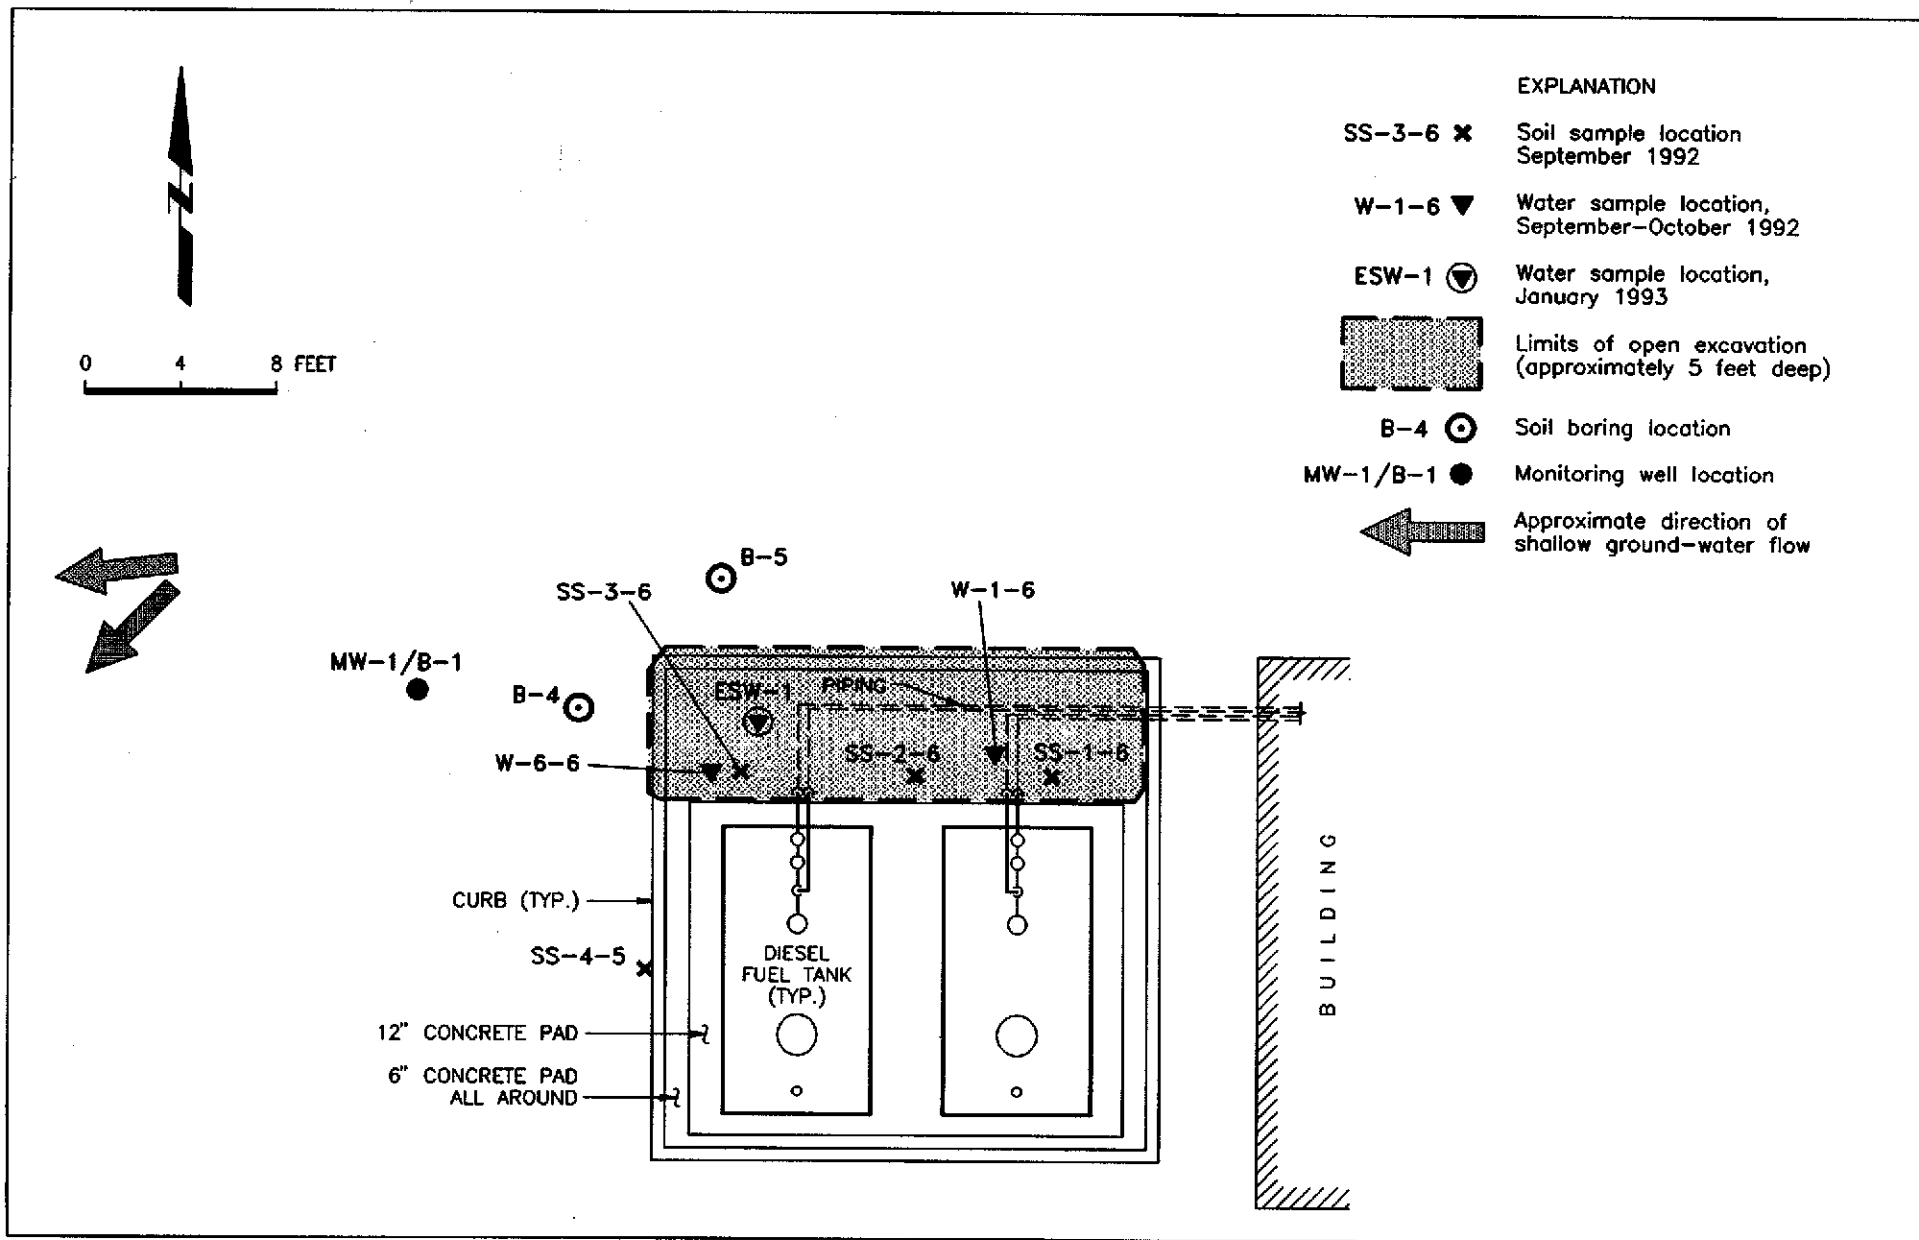 EXPLANATION
SS-3-6 Soil sample location
September 1992
W-1-6 Water sample location,
September-October 1992
ESW-1 Water sample location,
January 1993
Limits of open excavation
(approximately 5 feet deep)
B-4 Soil boring location
MW-1/B-1 Monitoring well location
Approximate direction of
shallow ground-water flow
N
0 4 8 FEET
B-5
SS-3-6
W-1-6
MW-1/B-1
B-4
ESW-1
PIPING
W-6-6
SS-2-6
SS-1-6
CURB (TYP.)
SS-4-5
DIESEL
FUEL TANK
(TYP.)
12" CONCRETE PAD
6" CONCRETE PAD
ALL AROUND
BUILDING